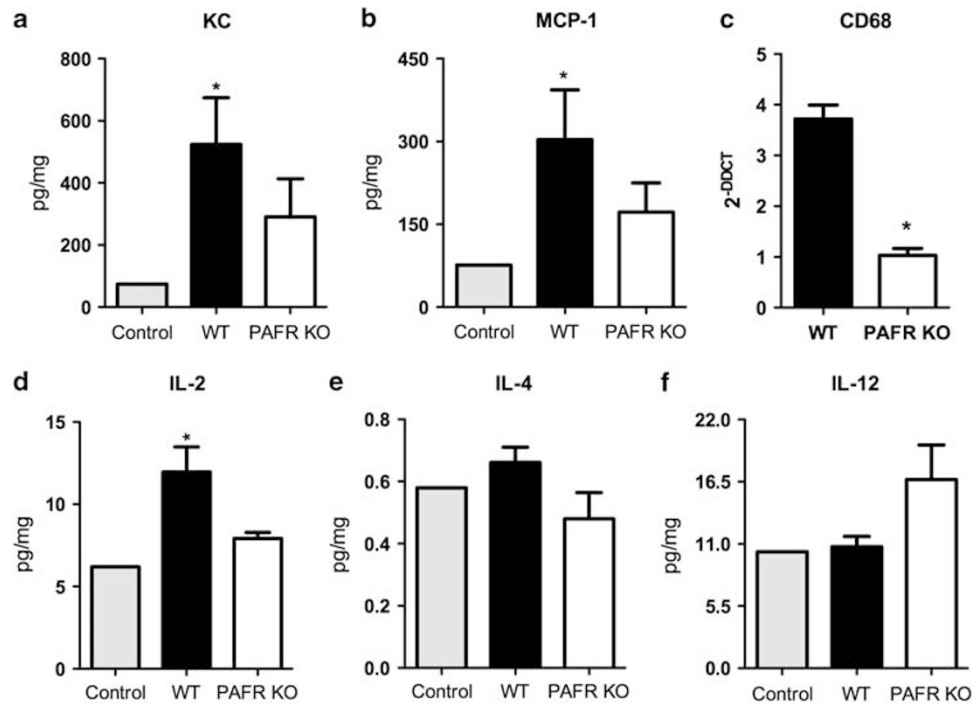 a KC
b MCP-1
c CD68
800
600
400
200
0
pg/mg
*
Control WT PAFR KO
450
300
150
0
pg/mg
*
Control WT PAFR KO
5
4
3
2
1
0
2-DDCT
*
WT PAFR KO
d IL-2
e IL-4
f IL-12
15
10
5
0
pg/mg
*
Control WT PAFR KO
0.8
0.6
0.4
0.2
0.0
pg/mg
Control WT PAFR KO
22.0
16.5
11.0
5.5
0.0
pg/mg
Control WT PAFR KO